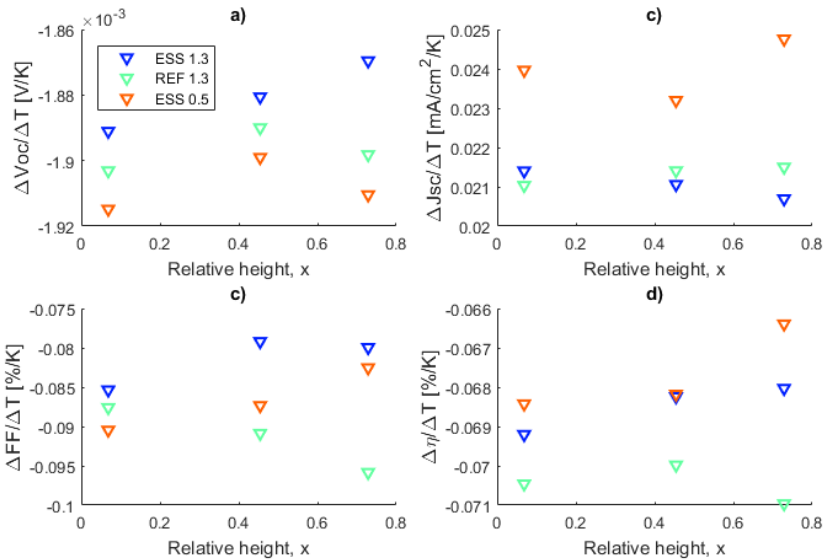 a)
× 10⁻³
-1.86
-1.88
-1.9
-1.92
ΔVoc/ΔT [V/K]
ESS 1.3
REF 1.3
ESS 0.5
0 0.2 0.4 0.6 0.8
Relative height, x
c)
0.025
0.024
0.023
0.022
0.021
0.02
ΔJsc/ΔT [mA/cm²/K]
0 0.2 0.4 0.6 0.8
Relative height, x
c)
-0.075
-0.08
-0.085
-0.09
-0.095
-0.1
ΔFF/ΔT [%/K]
0 0.2 0.4 0.6 0.8
Relative height, x
d)
-0.066
-0.067
-0.068
-0.069
-0.07
-0.071
Δη/ΔT [%/K]
0 0.2 0.4 0.6 0.8
Relative height, x